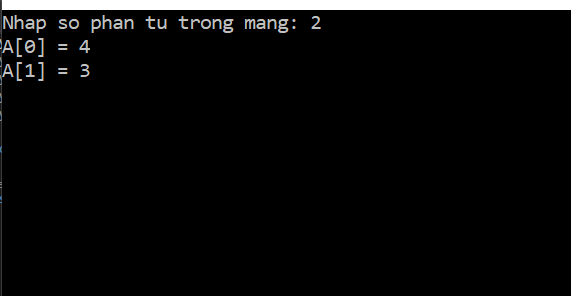 Nhap so phan tu trong mang: 2
A[0] = 4
A[1] = 3